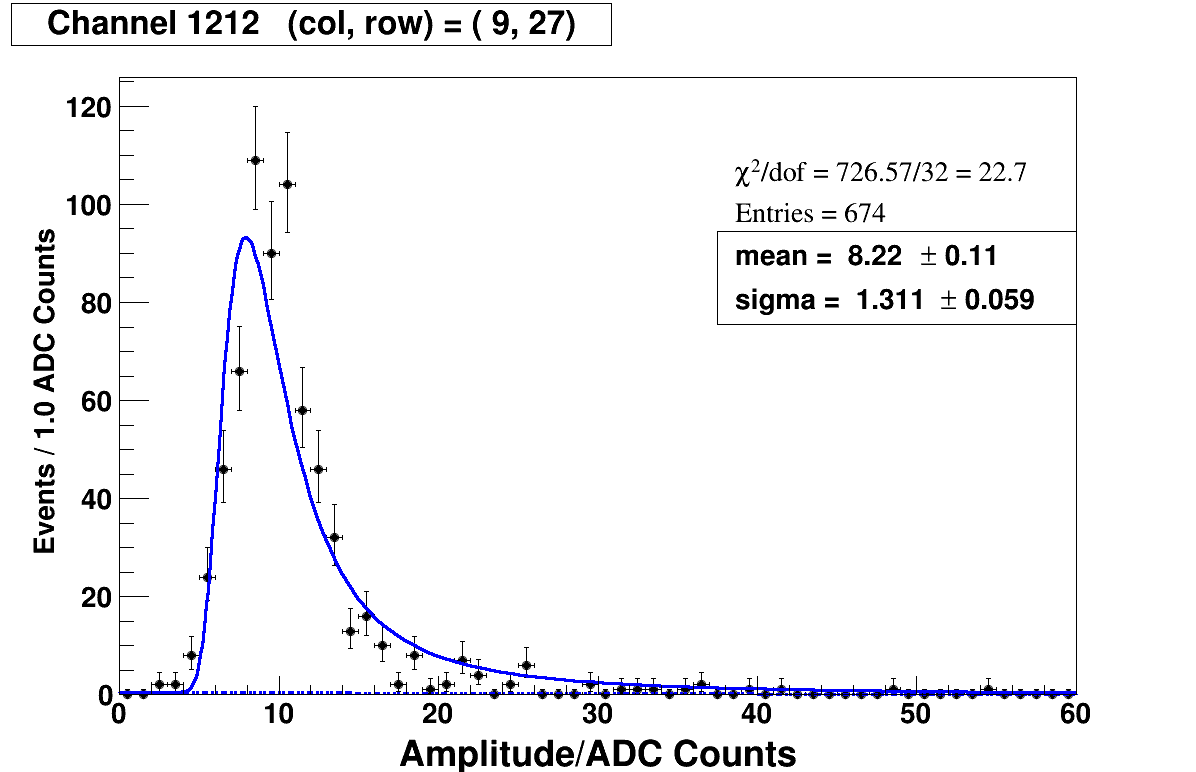 Channel 1212 (col, row) = ( 9, 27)
120
100
80
60
40
20
0
Events / 1.0 ADC Counts
χ²/dof = 726.57/32 = 22.7
Entries = 674
mean = 8.22 ± 0.11
sigma = 1.311 ± 0.059
0 10 20 30 40 50 60
Amplitude/ADC Counts